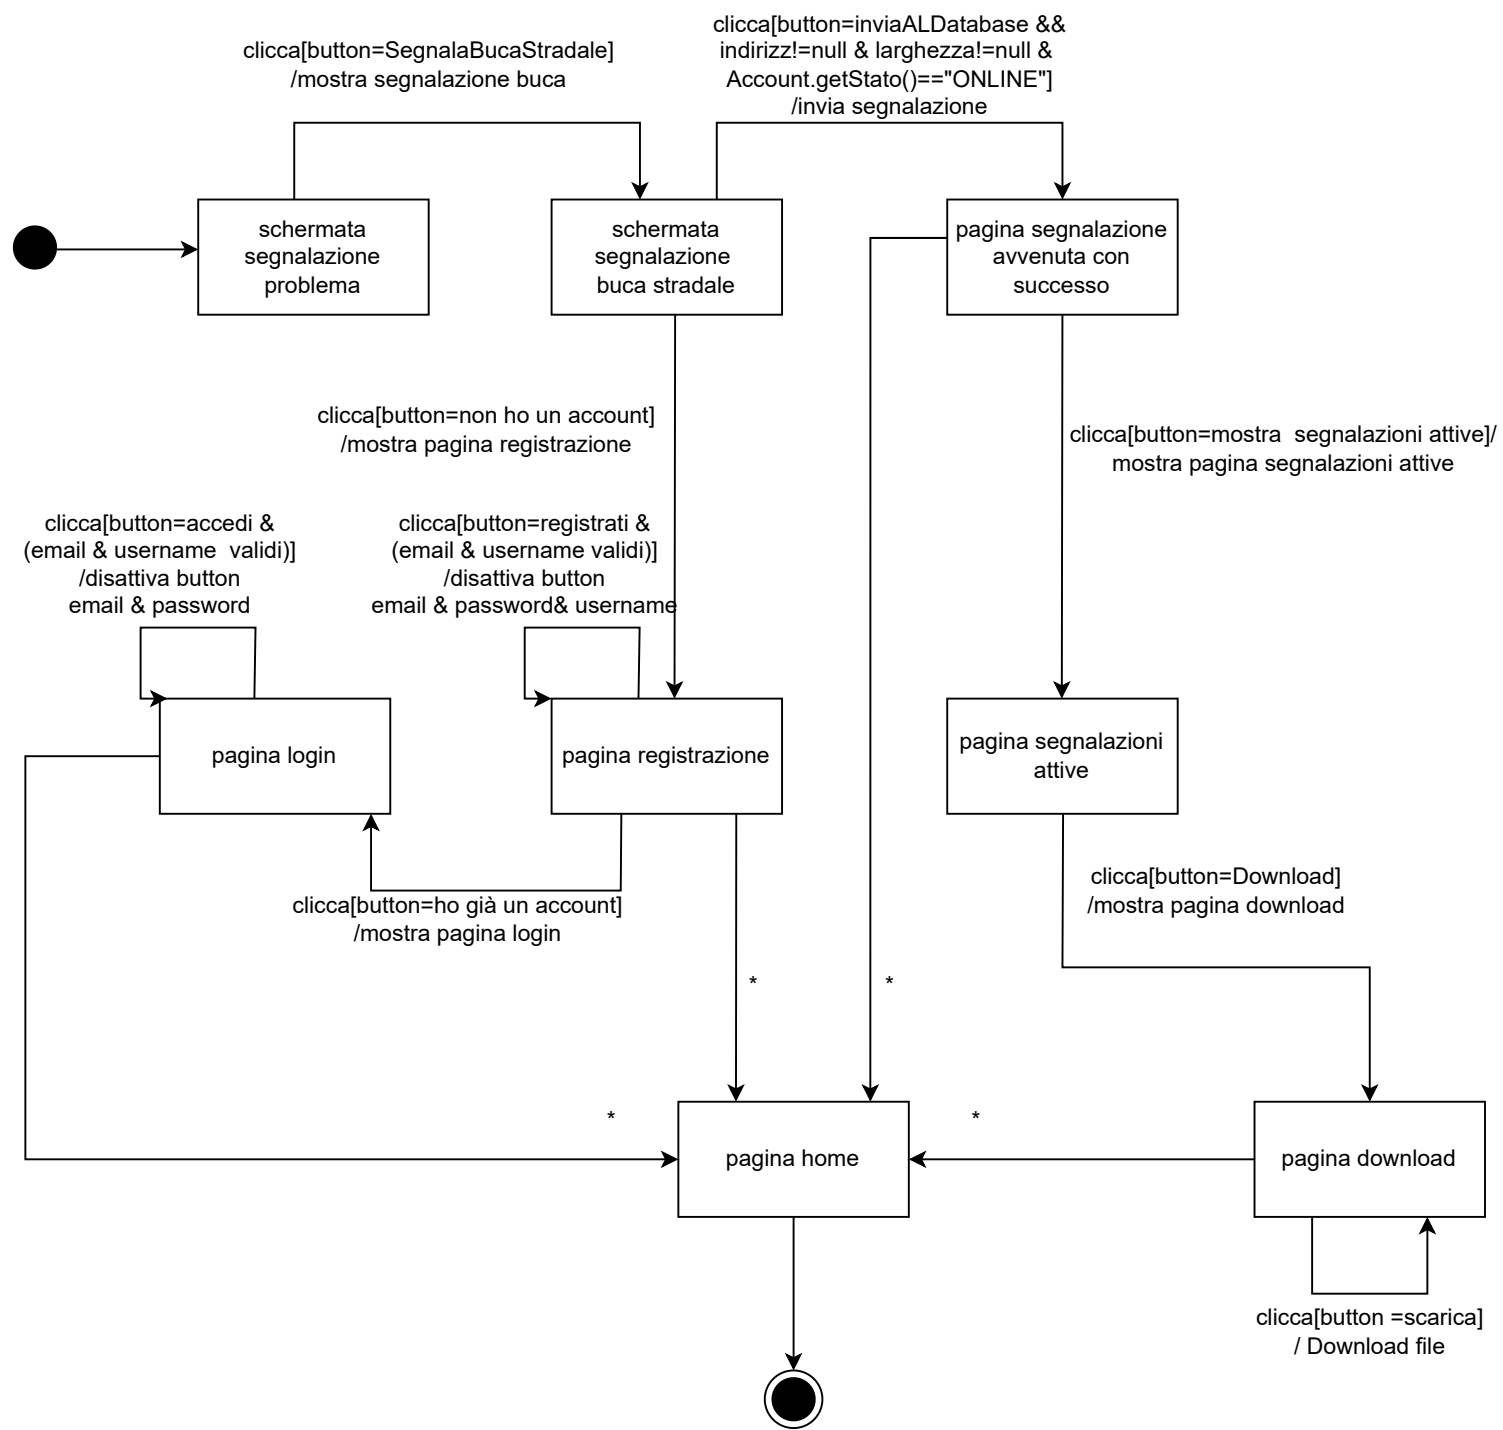 clicca[button=SegnalaBucaStradale]
/mostra segnalazione buca
clicca[button=inviaALDatabase &&
indirizz!=null & larghezza!=null &
Account.getStato()=="ONLINE"]
/invia segnalazione
schermata
segnalazione
problema
schermata
segnalazione
buca stradale
pagina segnalazione
avvenuta con
successo
clicca[button=non ho un account]
/mostra pagina registrazione
clicca[button=mostra  segnalazioni attive]/
mostra pagina segnalazioni attive
clicca[button=accedi &
(email & username  validi)]
/disattiva button
email & password
clicca[button=registrati &
(email & username validi)]
/disattiva button
email & password& username
pagina login
pagina registrazione
pagina segnalazioni
attive
clicca[button=ho già un account]
/mostra pagina login
clicca[button=Download]
/mostra pagina download
*
*
*
*
pagina home
pagina download
clicca[button =scarica]
/ Download file